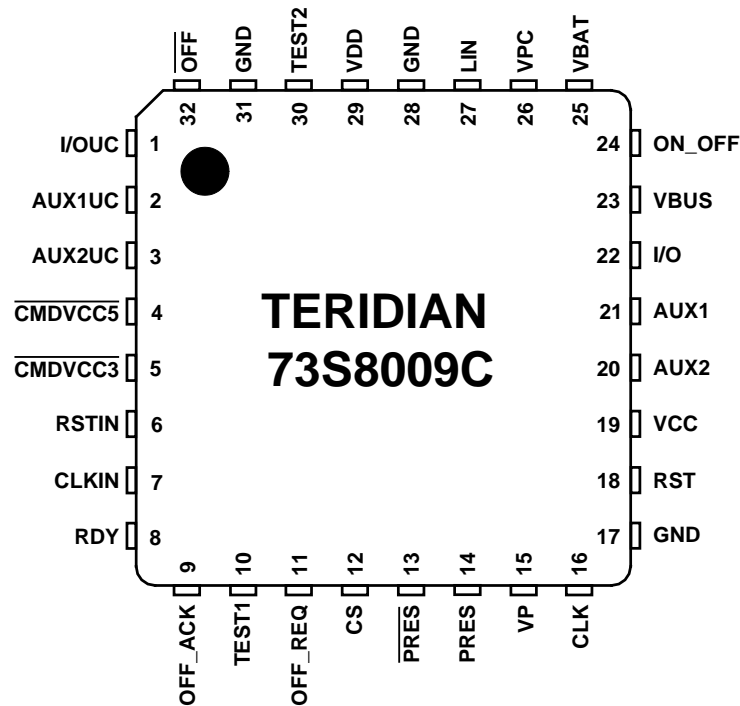 OFF
GND
TEST2
VDD
GND
LIN
VPC
VBAT
32
31
30
29
28
27
26
25
I/OUC 1
AUX1UC 2
AUX2UC 3
CMDVCC5 4
CMDVCC3 5
RSTIN 6
CLKIN 7
RDY 8
TERIDIAN
73S8009C
24 ON_OFF
23 VBUS
22 I/O
21 AUX1
20 AUX2
19 VCC
18 RST
17 GND
9
10
11
12
13
14
15
16
OFF_ACK
TEST1
OFF_REQ
CS
PRES
PRES
VP
CLK